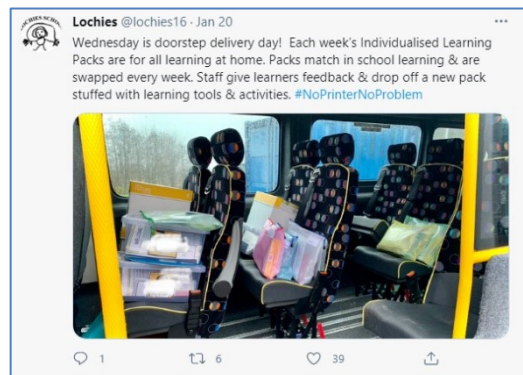 LOCHIES SCHOOL
Lochies @lochies16 · Jan 20
Wednesday is doorstep delivery day! Each week's Individualised Learning
Packs are for all learning at home. Packs match in school learning & are
swapped every week. Staff give learners feedback & drop off a new pack
stuffed with learning tools & activities. #NoPrinterNoProblem
1 6 39